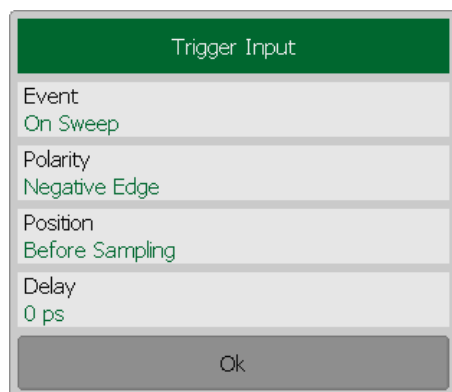 Trigger Input
Event
On Sweep
Polarity
Negative Edge
Position
Before Sampling
Delay
0 ps
Ok